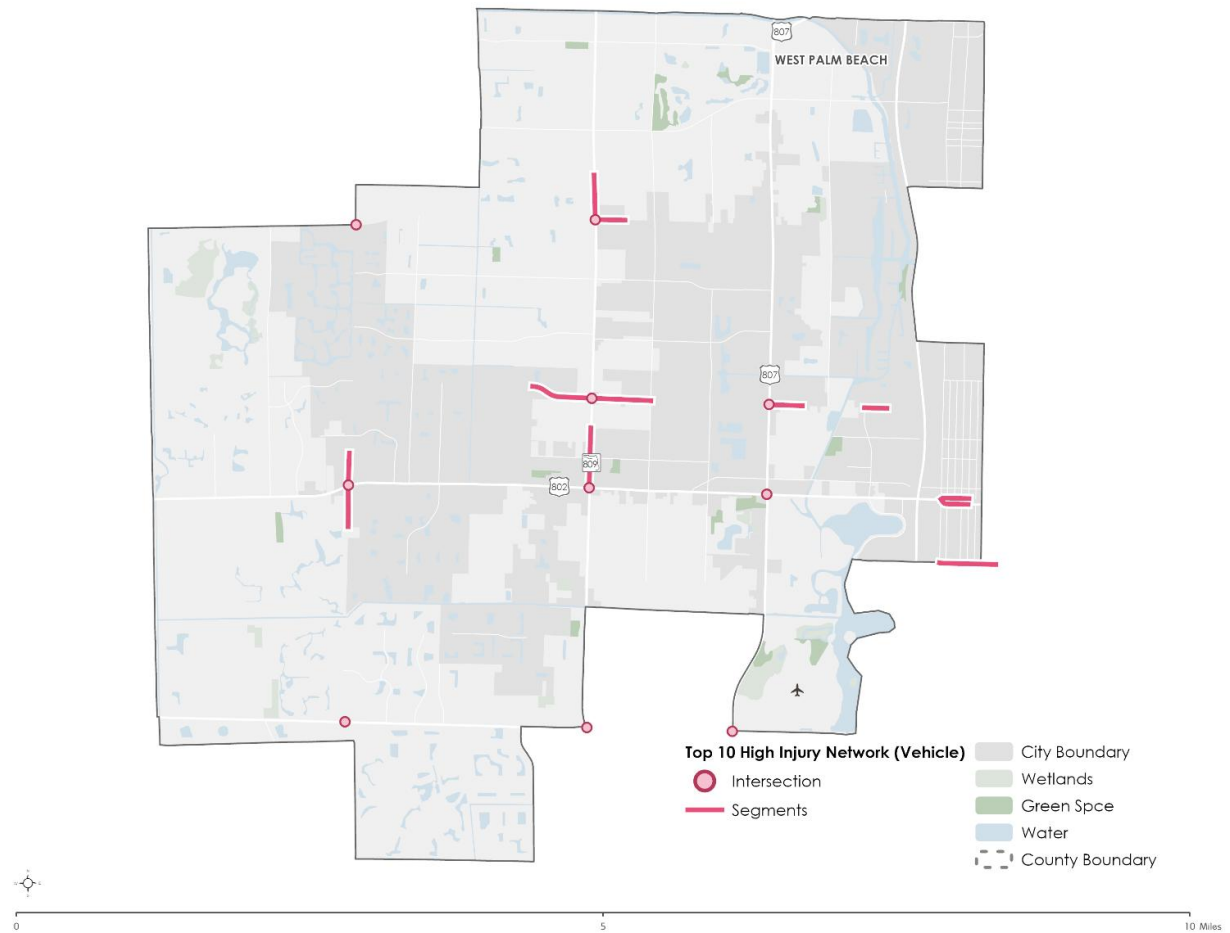 807
WEST PALM BEACH
807
809
802
Top 10 High Injury Network (Vehicle)
Intersection
Segments
City Boundary
Wetlands
Green Spce
Water
County Boundary
0
5
10 Miles